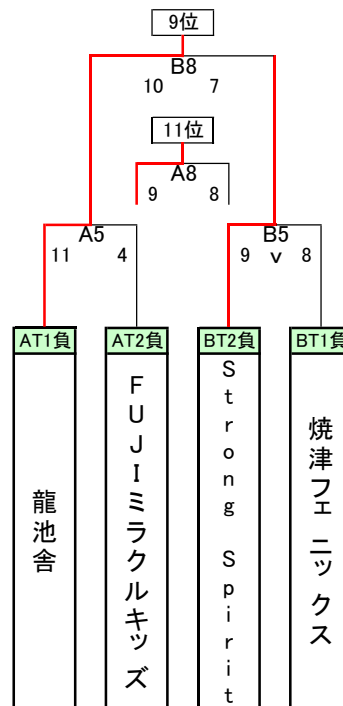 9位
B8
10 7
11位
A8
9 8
A5
11 4
B5
9 v 8
AT1負 AT2負 BT2負 BT1負
龍池舎
FUJIミラクルキッズ
Strong Spirit
焼津フェニックス